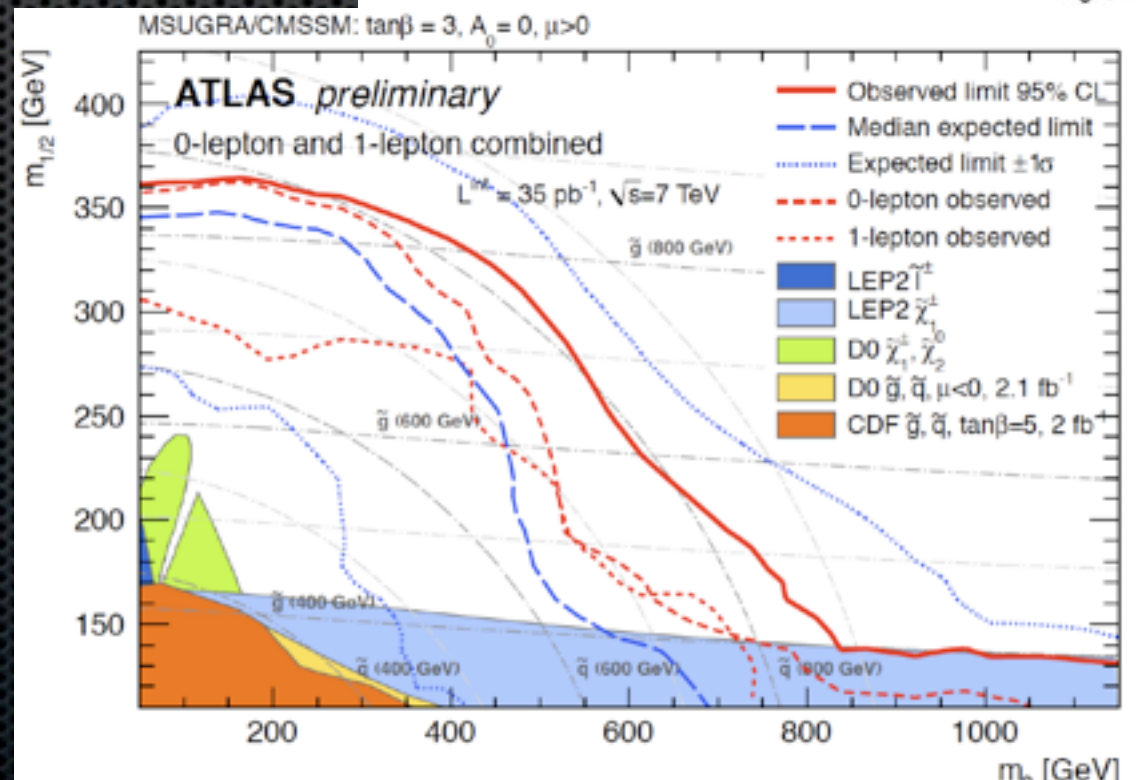 MSUGRA/CMSSM: tanβ = 3, A₀= 0, μ>0
m₁/₂ [GeV]
ATLAS preliminary
0-lepton and 1-lepton combined
Lⁱⁿᵗ = 35 pb⁻¹, √s=7 TeV
Observed limit 95% CL
Median expected limit
Expected limit ±1σ
0-lepton observed
1-lepton observed
LEP2 l̃±
LEP2 χ̃₁±
D0 χ̃₁±, χ̃₂⁰
D0 g̃, q̃, μ<0, 2.1 fb⁻¹
CDF g̃, q̃, tanβ=5, 2 fb⁻¹
400
350
300
250
200
150
g̃ (800 GeV)
g̃ (600 GeV)
g̃ (400 GeV)
q̃ (400 GeV)
q̃ (600 GeV)
q̃ (800 GeV)
200 400 600 800 1000
[GeV]